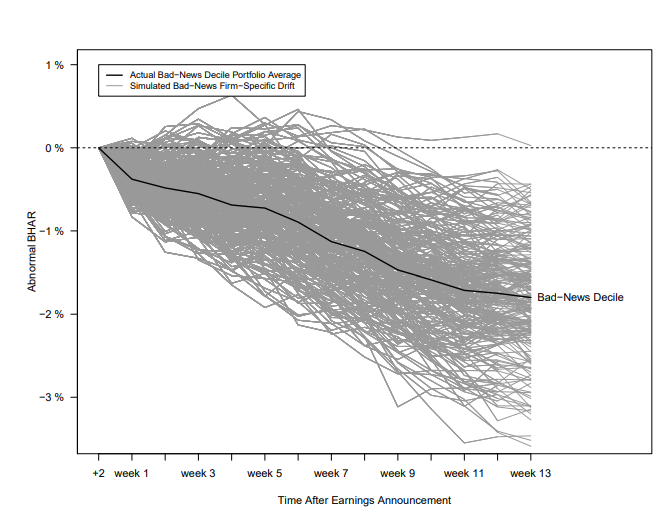 1 %
Actual Bad−News Decile Portfolio Average
Simulated Bad−News Firm−Specific Drift
0 %
−1 %
−2 %
−3 %
Abnormal BHAR
Bad−News Decile
+2 week 1 week 3 week 5 week 7 week 9 week 11 week 13
Time After Earnings Announcement